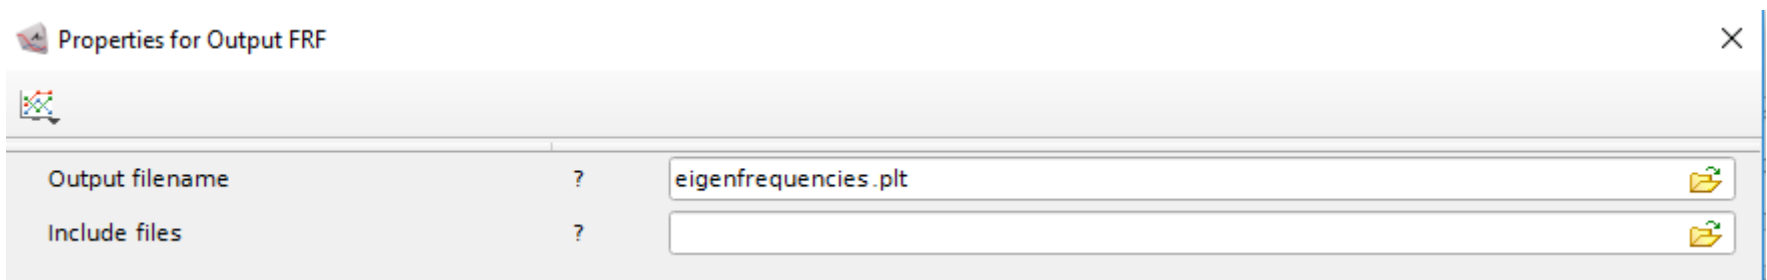 Properties for Output FRF
Output filename ? eigenfrequencies.plt
Include files ?